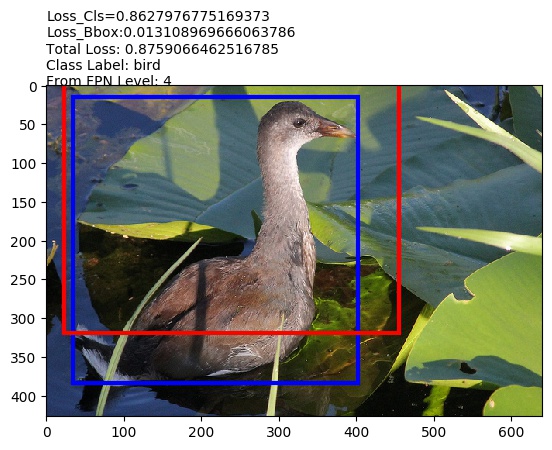 Loss_Cls=0.8627976775169373
Loss_Bbox:0.013108969666063786
Total Loss: 0.8759066462516785
Class Label: bird
From FPN Level: 4
0
50
100
150
200
250
300
350
400
0 100 200 300 400 500 600